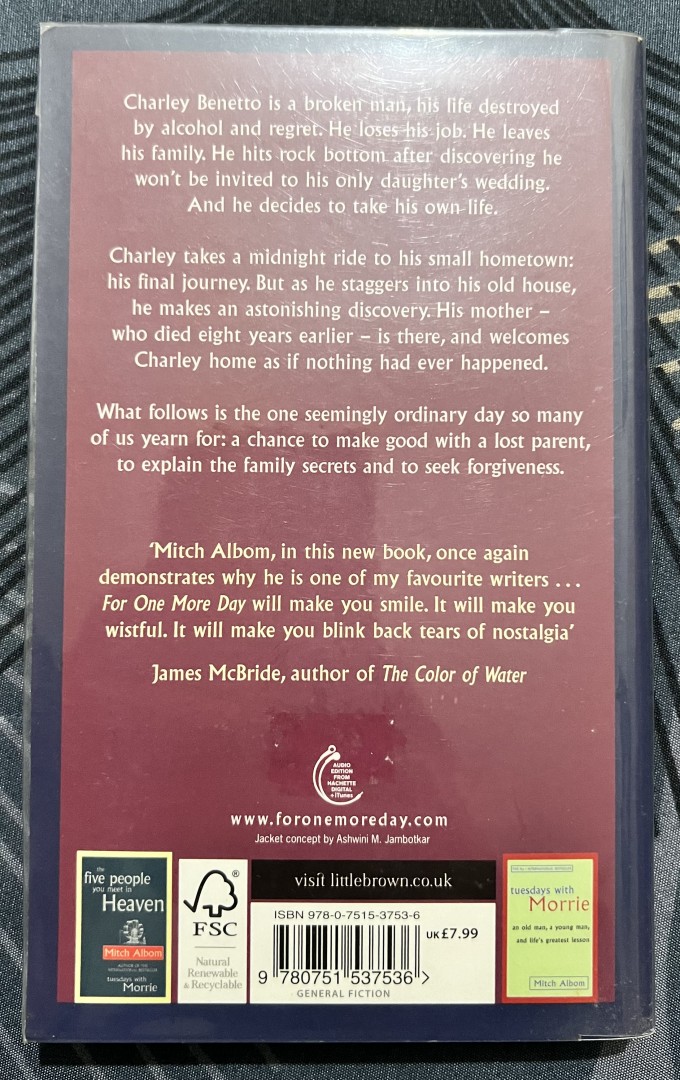 Charley Benetto is a broken man, his life destroyed
by alcohol and regret. He loses his job. He leaves
his family. He hits rock bottom after discovering he
won't be invited to his only daughter's wedding.
And he decides to take his own life.
Charley takes a midnight ride to his small hometown:
his final journey. But as he staggers into his old house,
he makes an astonishing discovery. His mother –
who died eight years earlier – is there, and welcomes
Charley home as if nothing had ever happened.
What follows is the one seemingly ordinary day so many
of us yearn for: a chance to make good with a lost parent,
to explain the family secrets and to seek forgiveness.
'Mitch Albom, in this new book, once again
demonstrates why he is one of my favourite writers ...
For One More Day will make you smile. It will make you
wistful. It will make you blink back tears of nostalgia'
James McBride, author of The Color of Water
AUDIO
EDITION
FROM
HACHETTE
DIGITAL
+ iTunes
www.foronemoreday.com
Jacket concept by Ashwini M. Jambotkar
the
five people
you meet in
Heaven
Mitch Albom
AUTHOR OF THE
INTERNATIONAL BESTSELLER
tuesdays with
Morrie
®
FSC
Natural
Renewable
& Recyclable
visit littlebrown.co.uk
ISBN 978-0-7515-3753-6
UK £7.99
9 780751 537536 >
GENERAL FICTION
tuesdays with
Morrie
an old man, a young man,
and life's greatest lesson
Mitch Albom